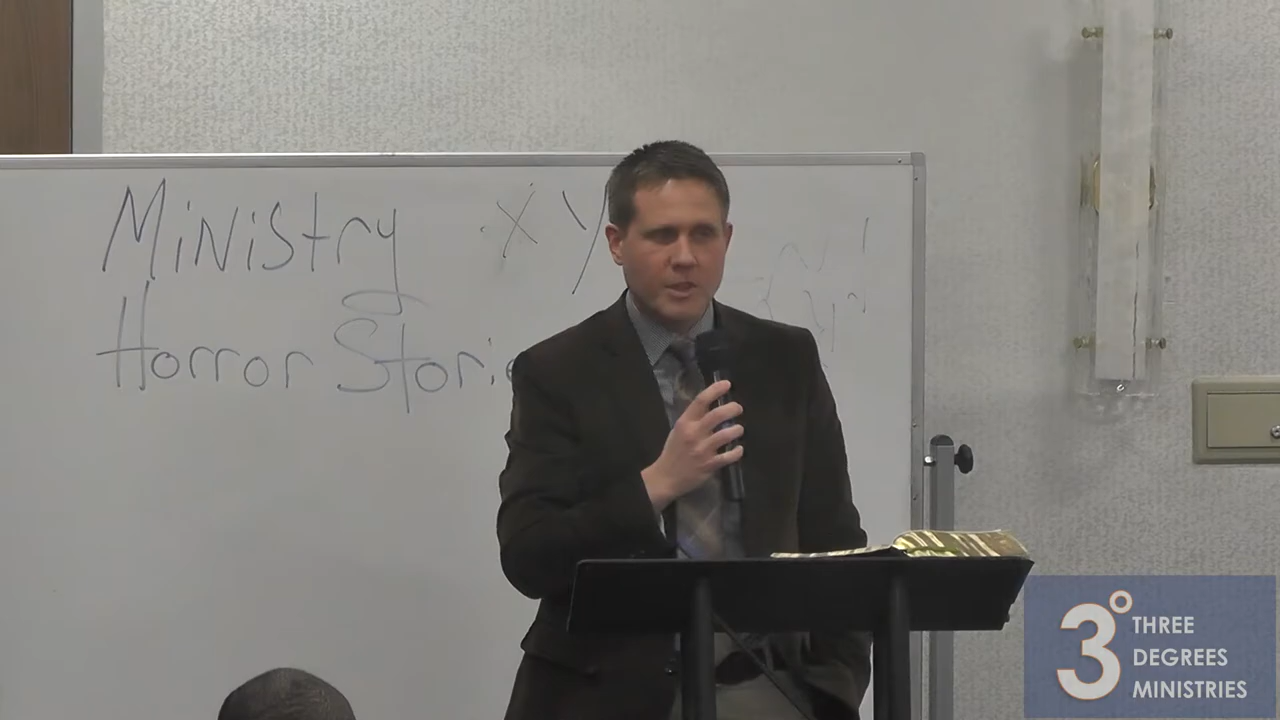 Ministry X Y
Horror Storie
3°
THREE
DEGREES
MINISTRIES